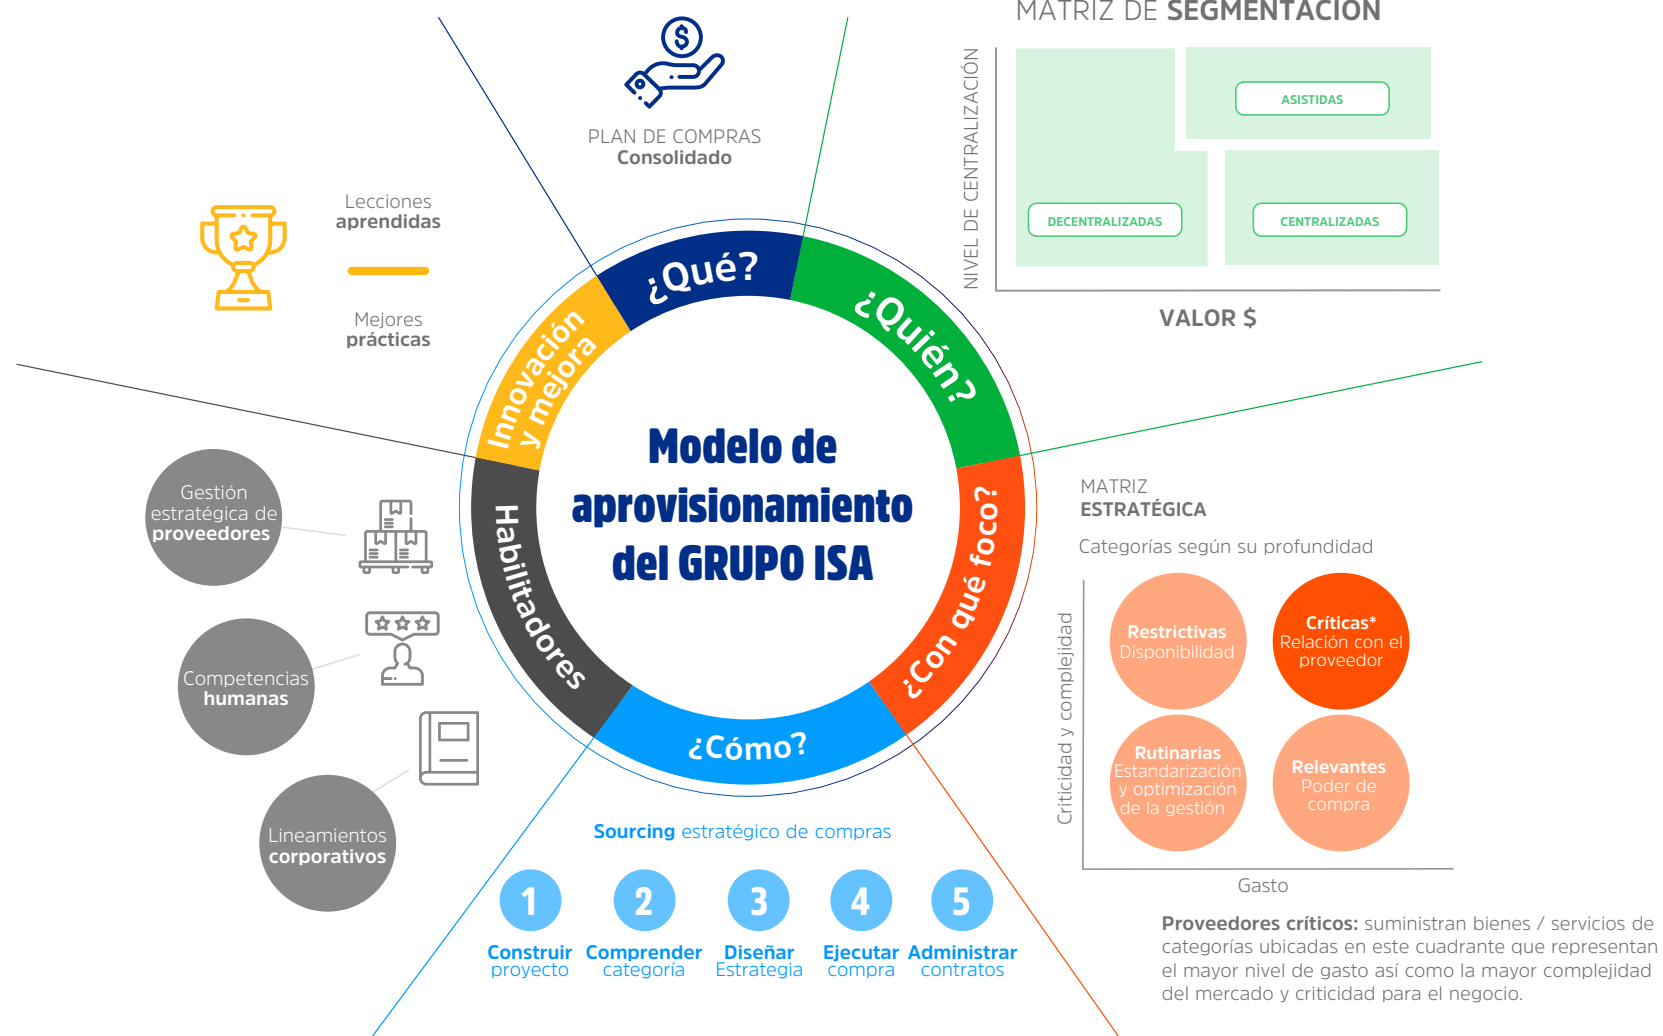 MATRIZ DE SEGMENTACIÓN
NIVEL DE CENTRALIZACIÓN
ASISTIDAS
DECENTRALIZADAS
CENTRALIZADAS
VALOR $
PLAN DE COMPRAS
Consolidado
Lecciones
aprendidas
Mejores
prácticas
¿Qué?
¿Quién?
¿Con qué foco?
¿Cómo?
Habilitadores
Innovación
y mejora
Modelo de
aprovisionamiento
del GRUPO ISA
Gestión
estratégica de
proveedores
Competencias
humanas
Lineamientos
corporativos
MATRIZ
ESTRATÉGICA
Categorías según su profundidad
Criticidad y complejidad
Restrictivas
Disponibilidad
Críticas*
Relación con el
proveedor
Rutinarias
Estandarización
y optimización
de la gestión
Relevantes
Poder de
compra
Gasto
Proveedores críticos: suministran bienes / servicios de
categorías ubicadas en este cuadrante que representan
el mayor nivel de gasto así como la mayor complejidad
del mercado y criticidad para el negocio.
Sourcing estratégico de compras
1
Construir
proyecto
2
Comprender
categoría
3
Diseñar
Estrategia
4
Ejecutar
compra
5
Administrar
contratos